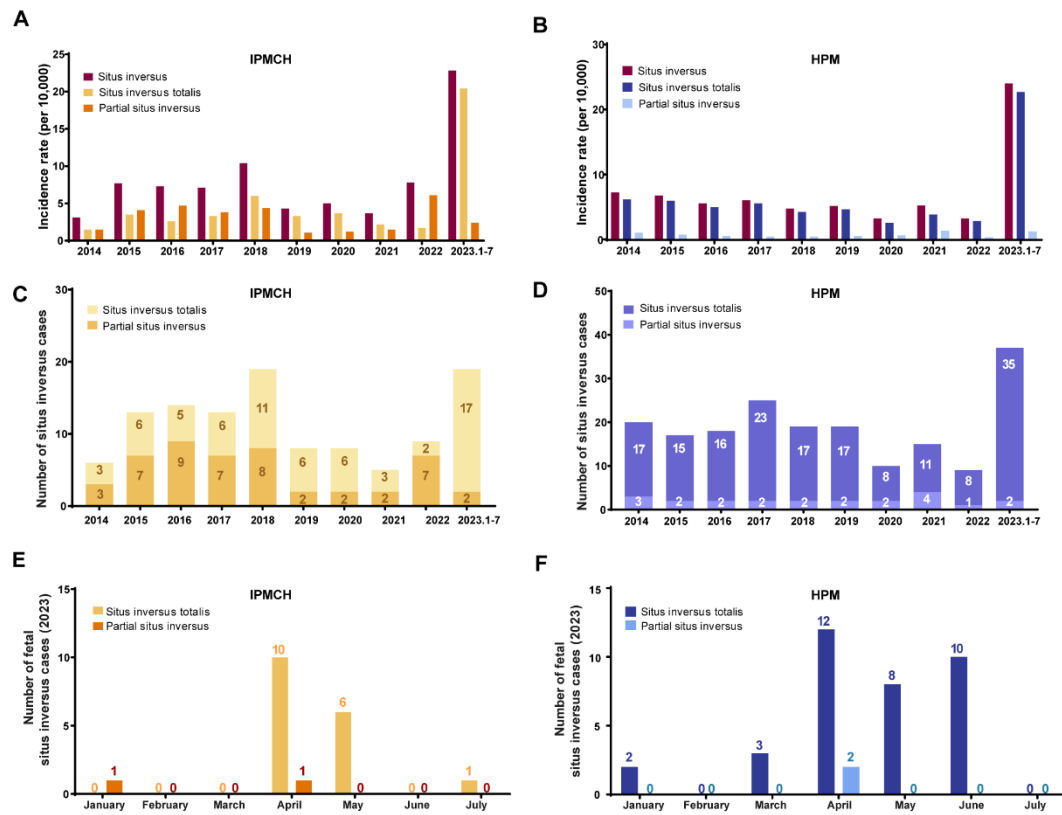 A
IPMCH
Incidence rate (per 10,000)
25
20
15
10
5
0
Situs inversus
Situs inversus totalis
Partial situs inversus
2014 2015 2016 2017 2018 2019 2020 2021 2022 2023.1-7
B
HPM
Incidence rate (per 10,000)
30
20
10
0
Situs inversus
Situs inversus totalis
Partial situs inversus
2014 2015 2016 2017 2018 2019 2020 2021 2022 2023.1-7
C
IPMCH
Number of situs inversus cases
30
20
10
0
Situs inversus totalis
Partial situs inversus
3 6 5 6 11 6 6 3 2 17
3 7 9 7 8 2 2 2 7 2
2014 2015 2016 2017 2018 2019 2020 2021 2022 2023.1-7
D
HPM
Number of situs inversus cases
50
40
30
20
10
0
Situs inversus totalis
Partial situs inversus
17 15 16 23 17 17 8 11 8 35
3 2 2 2 2 2 2 4 1 2
2014 2015 2016 2017 2018 2019 2020 2021 2022 2023.1-7
E
IPMCH
Number of fetal
situs inversus cases (2023)
15
10
5
0
Situs inversus totalis
Partial situs inversus
0 1 0 0 0 0 10 1 6 0 0 0 1 0
January February March April May June July
F
HPM
Number of fetal
situs inversus cases (2023)
15
10
5
0
Situs inversus totalis
Partial situs inversus
2 0 0 0 3 0 12 2 8 0 10 0 0 0
January February March April May June July